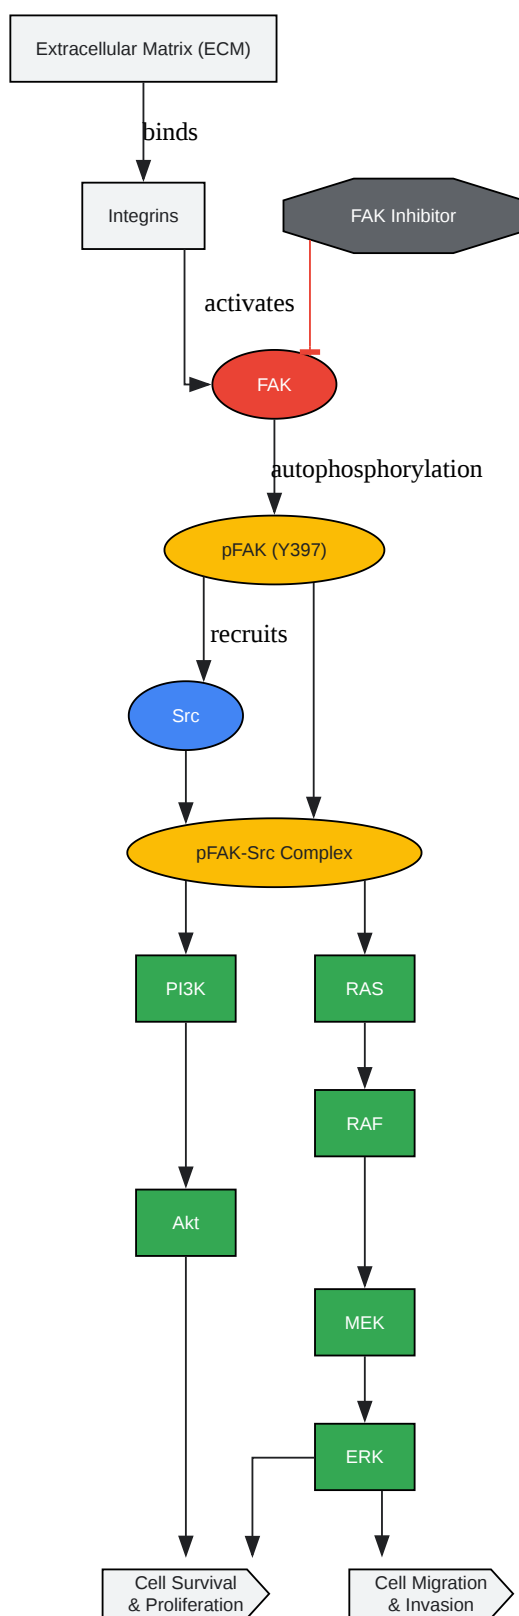 Extracellular Matrix (ECM)
binds
Integrins
FAK Inhibitor
activates
FAK
autophosphorylation
pFAK (Y397)
recruits
Src
pFAK-Src Complex
PI3K
RAS
RAF
Akt
MEK
ERK
Cell Survival
& Proliferation
Cell Migration
& Invasion